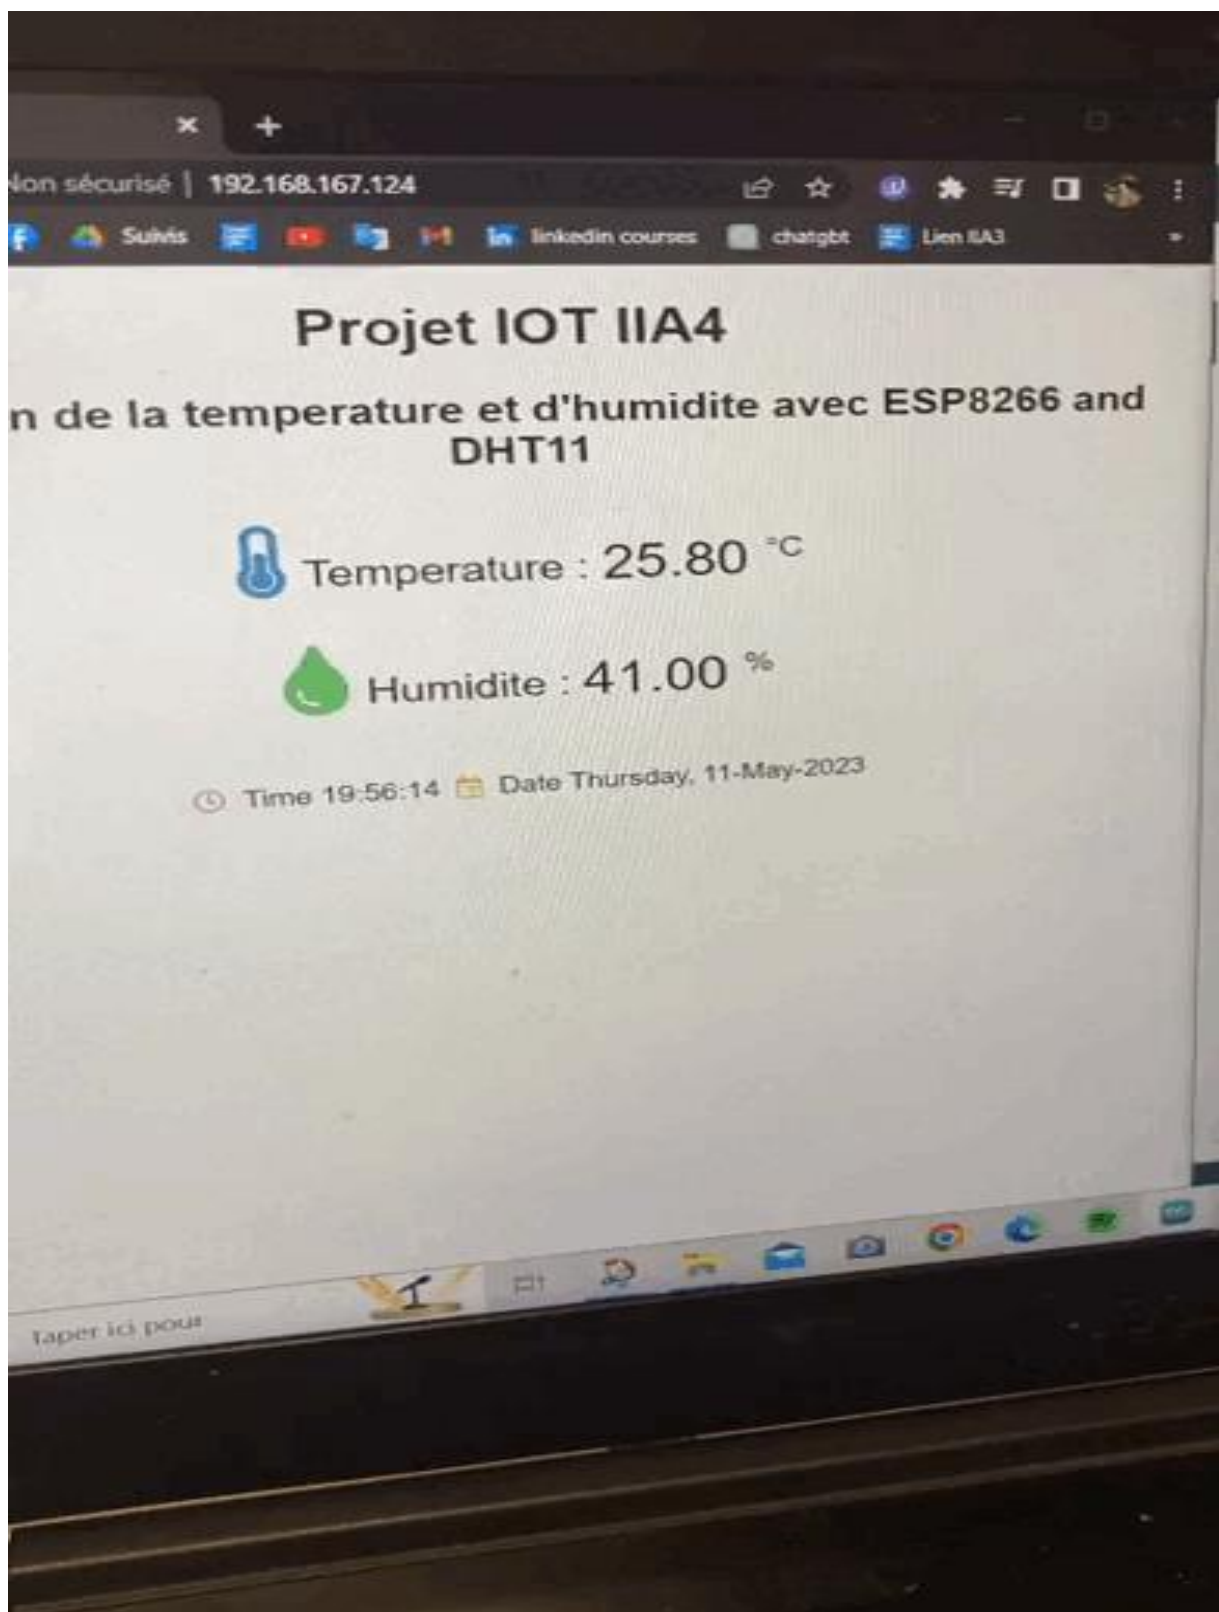 Non sécurisé | 192.168.167.124
Suivis linkedin courses chatgbt Lien IIA3
Projet IOT IIA4
n de la temperature et d'humidite avec ESP8266 and
DHT11
Temperature : 25.80 °C
Humidite : 41.00 %
Time 19:56:14 Date Thursday, 11-May-2023
Taper ici pour